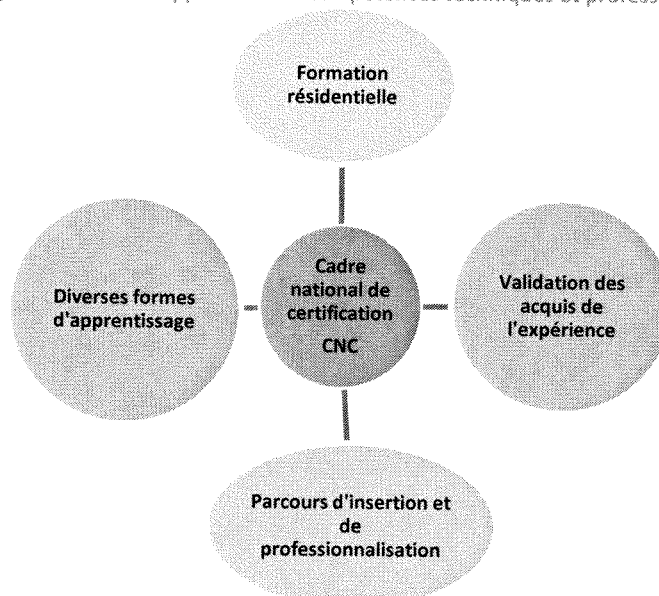 Formation
résidentielle
Diverses formes
d'apprentissage
Cadre
national de
certification
CNC
Validation des
acquis de
l'expérience
Parcours d'insertion et
de
professionnalisation